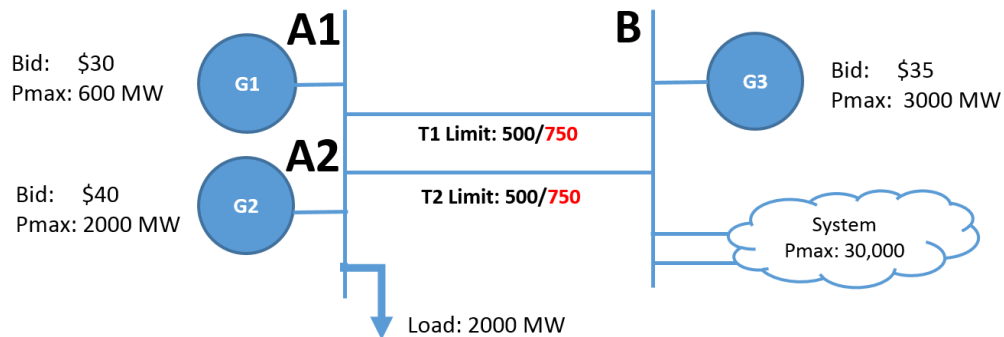 A1
B
Bid: $30
Pmax: 600 MW
G1
G3
Bid: $35
Pmax: 3000 MW
T1 Limit: 500/750
A2
Bid: $40
Pmax: 2000 MW
G2
T2 Limit: 500/750
System
Pmax: 30,000
Load: 2000 MW